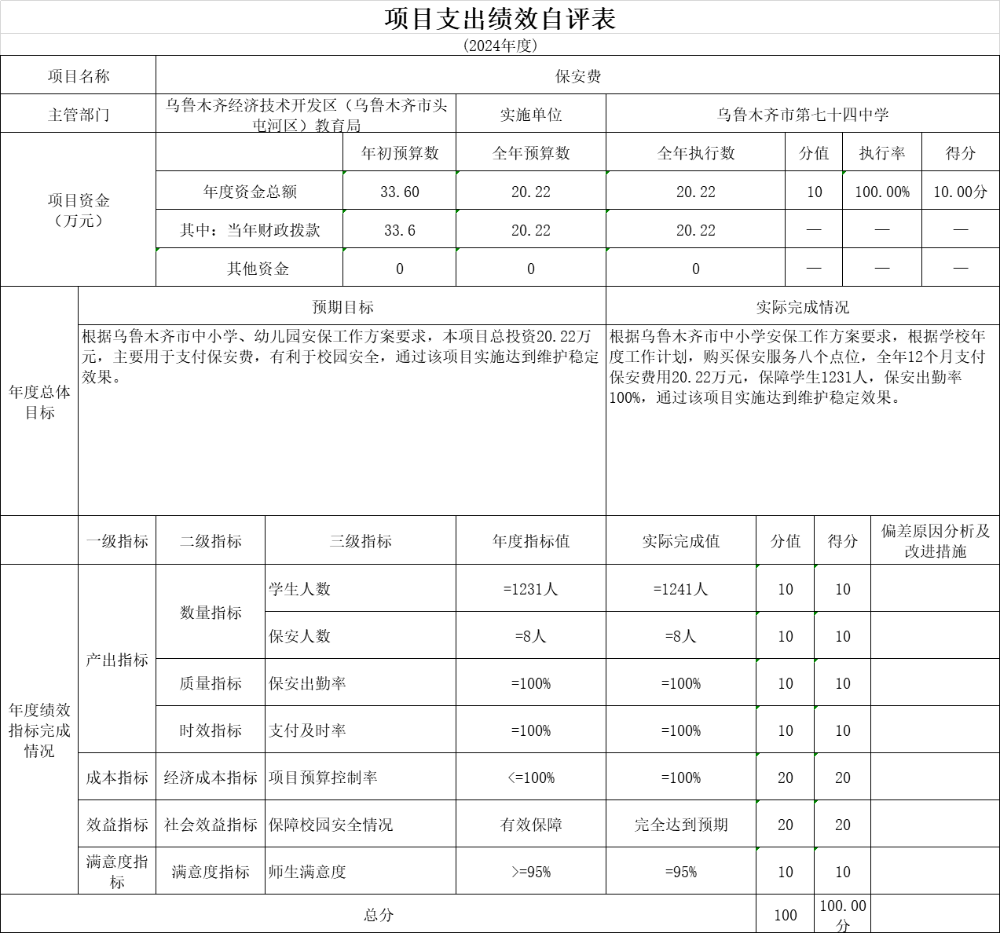 项目支出绩效自评表
(2024年度)
项目名称 保安费
主管部门 乌鲁木齐经济技术开发区（乌鲁木齐市头
屯河区）教育局 实施单位 乌鲁木齐市第七十四中学
项目资金
（万元）
年初预算数 全年预算数 全年执行数 分值 执行率 得分
年度资金总额 33.60 20.22 20.22 10 100.00% 10.00分
其中: 当年财政拨款 33.6 20.22 20.22 — — —
其他资金 0 0 0 — — —
年度总体
目标
预期目标 实际完成情况
根据乌鲁木齐市中小学、幼儿园安保工作方案要求，本项目总投资20.22万
元，主要用于支付保安费，有利于校园安全，通过该项目实施达到维护稳定
效果。
根据乌鲁木齐市中小学安保工作方案要求，根据学校年
度工作计划，购买保安服务八个点位，全年12个月支付
保安费用20.22万元，保障学生1231人，保安出勤率
100%，通过该项目实施达到维护稳定效果。
一级指标 二级指标 三级指标 年度指标值 实际完成值 分值 得分 偏差原因分析及
改进措施
年度绩效
指标完成
情况
产出指标 数量指标 学生人数 =1231人 =1241人 10 10
保安人数 =8人 =8人 10 10
质量指标 保安出勤率 =100% =100% 10 10
时效指标 支付及时率 =100% =100% 10 10
成本指标 经济成本指标 项目预算控制率 <=100% =100% 20 20
效益指标 社会效益指标 保障校园安全情况 有效保障 完全达到预期 20 20
满意度指
标 满意度指标 师生满意度 >=95% =95% 10 10
总分 100 100.00
分